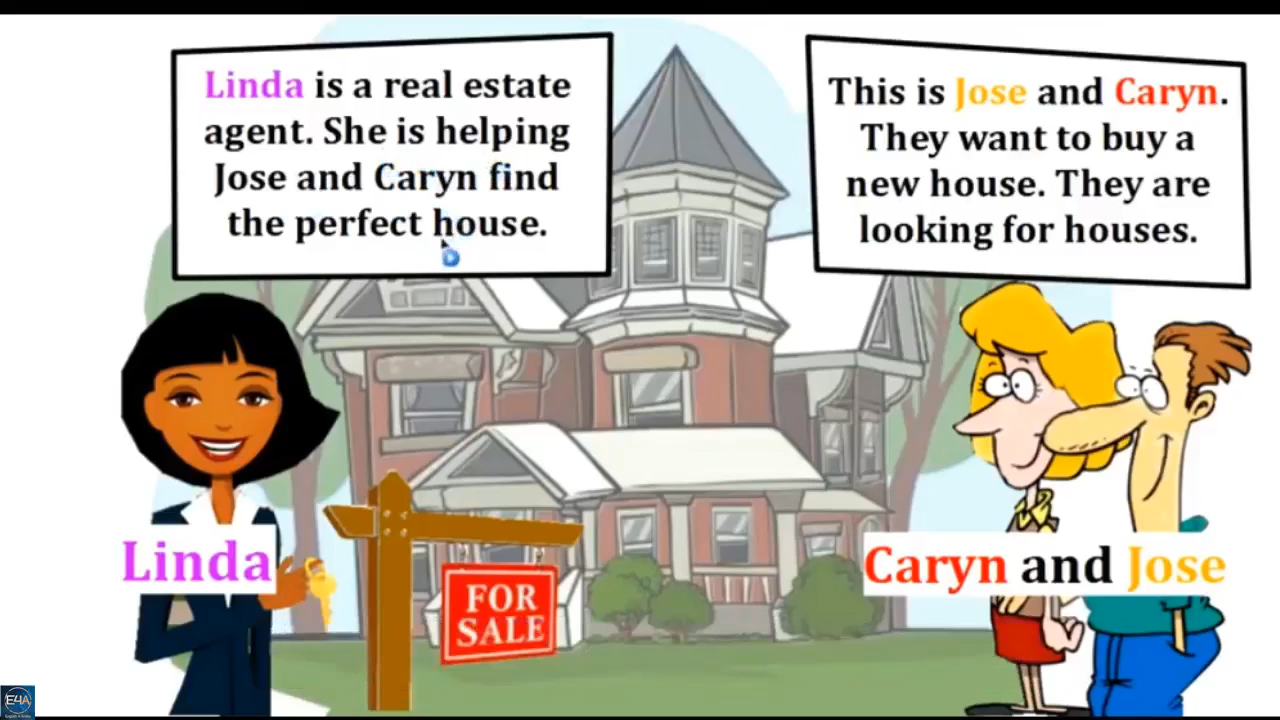 Linda is a real estate
agent. She is helping
Jose and Caryn find
the perfect house.
This is Jose and Caryn.
They want to buy a
new house. They are
looking for houses.
Linda
FOR
SALE
Caryn and Jose
E4A